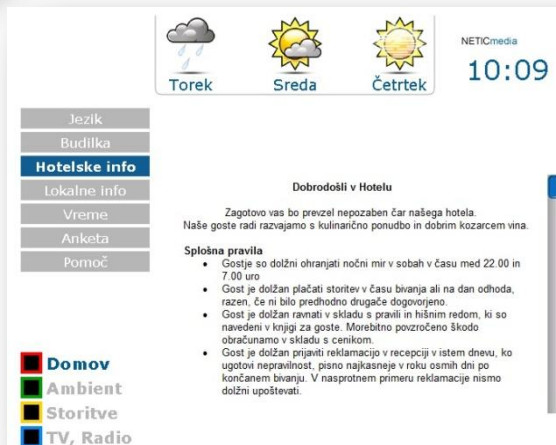 Torek
Sreda
Četrtek
NETICmedia
10:09
Jezik
Budilka
Hotelske info
Lokalne info
Vreme
Anketa
Pomoč
Dobrodošli v Hotelu
Zagotovo vas bo prevzel nepozaben čar našega hotela.
Naše goste radi razvajamo s kulinarično ponudbo in dobrim kozarcem vina.
Splošna pravila
• Gostje so dolžni ohranjati nočni mir v sobah v času med 22.00 in
7.00 uro
• Gost je dolžan plačati storitev v času bivanja ali na dan odhoda,
razen, če ni bilo predhodno drugače dogovorjeno.
• Gost je dolžan ravnati v skladu s pravili in hišnim redom, ki so
navedeni v knjigi za goste. Morebitno povzročeno škodo
obračunamo v skladu s cenikom.
• Gost je dolžan prijaviti reklamacijo v recepciji v istem dnevu, ko
ugotovi nepravilnost, pisno najkasneje v roku osmih dni po
končanem bivanju. V nasprotnem primeru reklamacije nismo
dolžni upoštevati.
Domov
Ambient
Storitve
TV, Radio